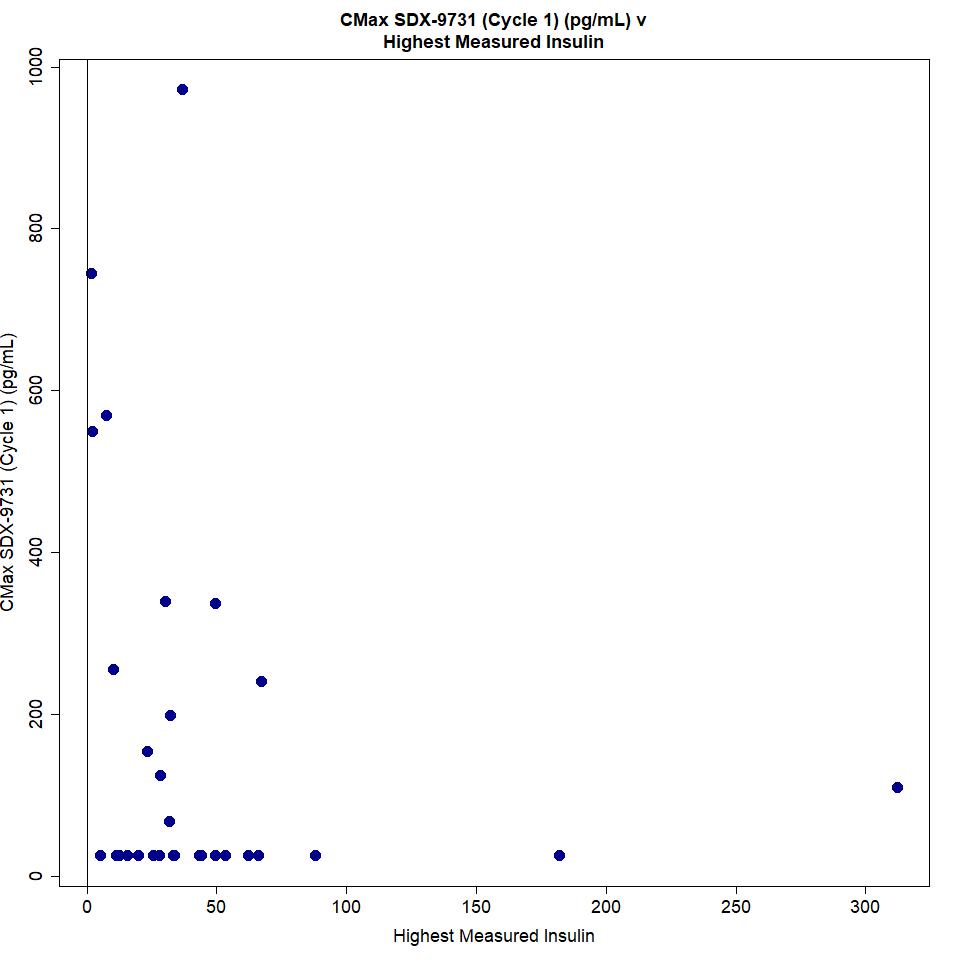 CMax SDX-9731 (Cycle 1) (pg/mL) v
Highest Measured Insulin
CMax SDX-9731 (Cycle 1) (pg/mL)
1000
800
600
400
200
0
0 50 100 150 200 250 300
Highest Measured Insulin